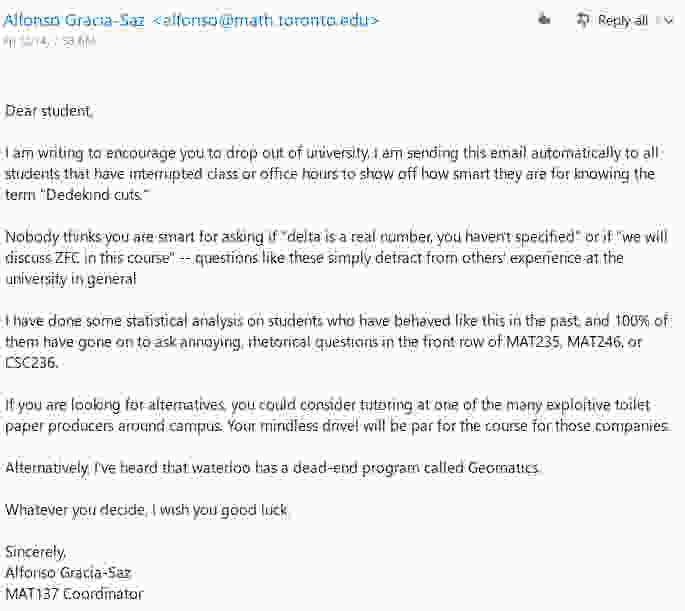 Alfonso Gracia-Saz <alfonso@math.toronto.edu>
Reply all
Dear student,
I am writing to encourage you to drop out of university. I am sending this email automatically to all
students that have interrupted class or office hours to show off how smart they are for knowing the
term "Dedekind cuts."
Nobody thinks you are smart for asking if "delta is a real number, you haven't specified" or if "we will
discuss ZFC in this course" -- questions like these simply detract from others' experience at the
university in general
I have done some statistical analysis on students who have behaved like this in the past, and 100% of
them have gone on to ask annoying, rhetorical questions in the front row of MAT235, MAT246, or
CSC236.
If you are looking for alternatives, you could consider tutoring at one of the many exploitive toilet
paper producers around campus. Your mindless drivel will be par for the course for those companies.
Alternatively, I've heard that waterloo has a dead-end program called Geomatics.
Whatever you decide, I wish you good luck.
Sincerely,
Alfonso Gracia-Saz
MAT137 Coordinator